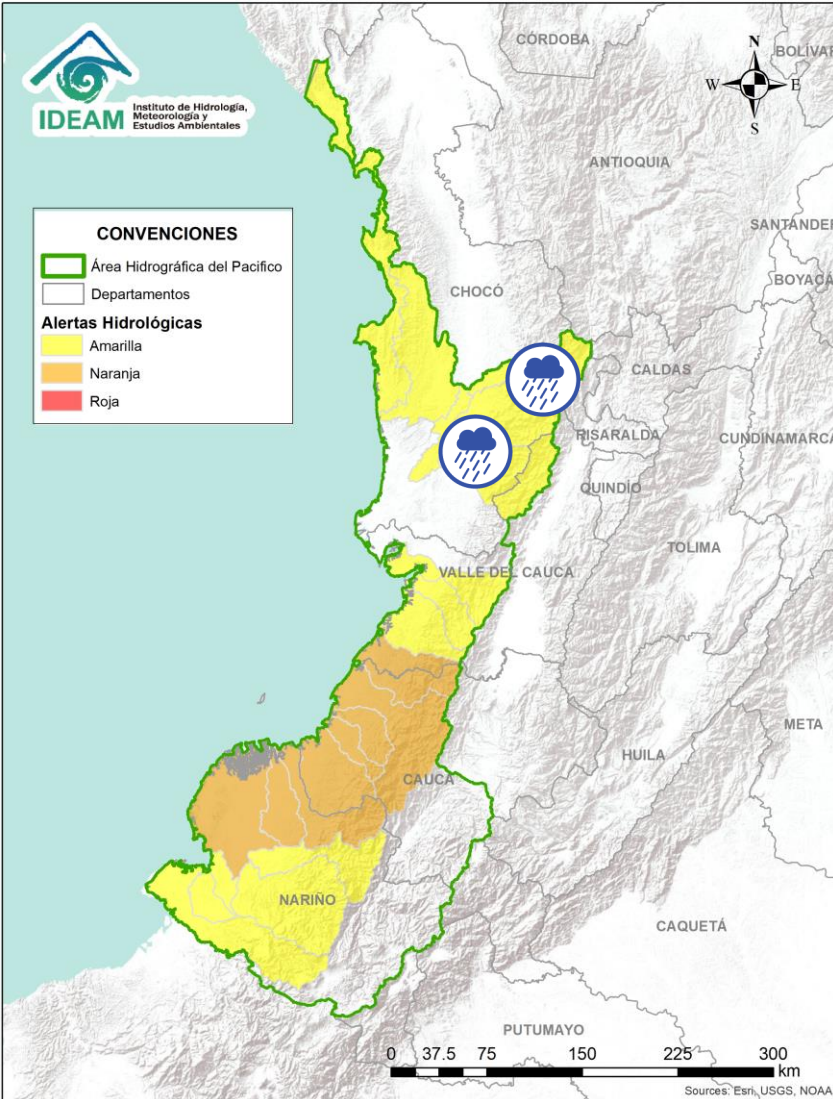 IDEAM
Instituto de Hidrología,
Meteorología y
Estudios Ambientales
N
W
E
S
CÓRDOBA
BOLÍVAR
ANTIOQUIA
SANTANDER
BOYACÁ
CONVENCIONES
Área Hidrográfica del Pacifico
Departamentos
Alertas Hidrológicas
Amarilla
Naranja
Roja
CHOCÓ
CALDAS
RISARALDA
CUNDINAMARCA
QUINDÍO
TOLIMA
VALLE DEL CAUCA
META
HUILA
CAUCA
NARIÑO
CAQUETÁ
PUTUMAYO
0 37.5 75 150 225 300
km
Sources: Esri, USGS, NOAA